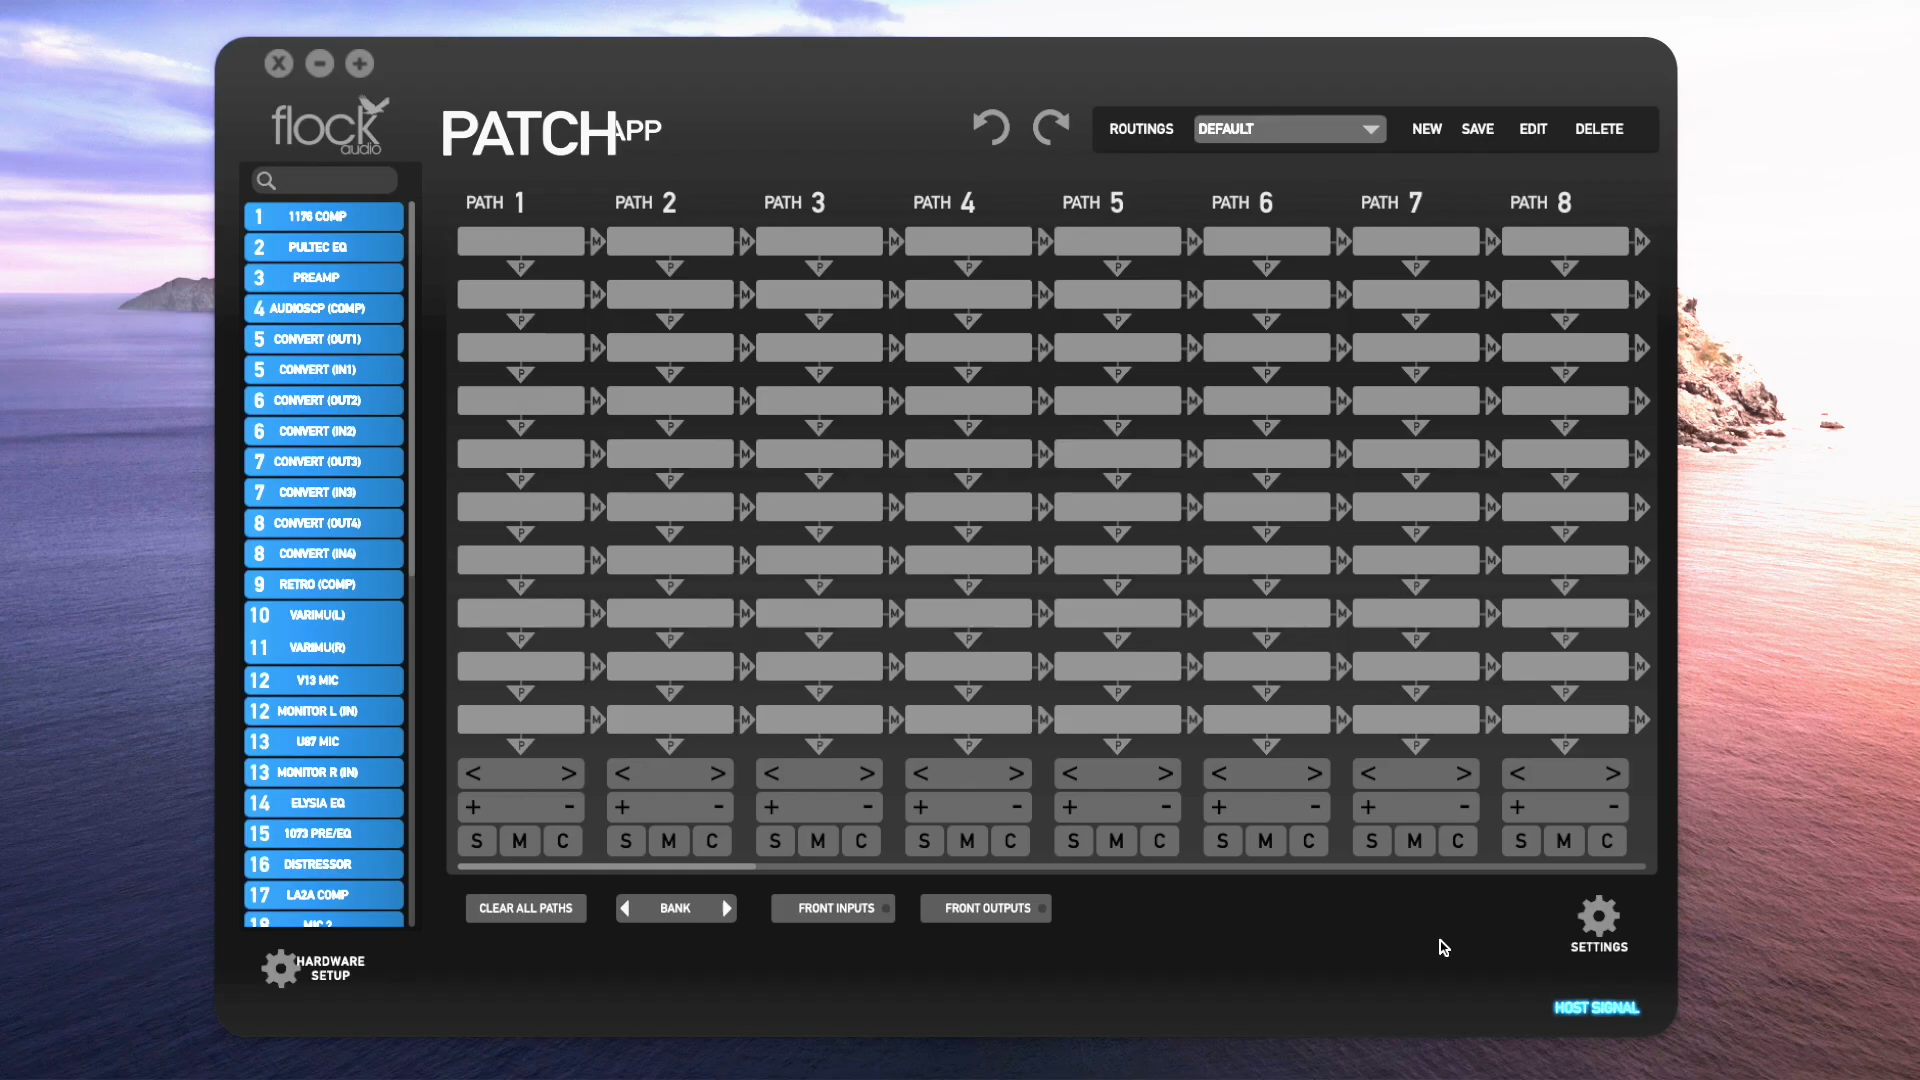 X - +
flock
audio
PATCHAPP
ROUTINGS DEFAULT NEW SAVE EDIT DELETE
PATH 1 PATH 2 PATH 3 PATH 4 PATH 5 PATH 6 PATH 7 PATH 8
1 1176 COMP
2 PULTEC EQ
3 PREAMP
4 AUDIOSCP (COMP)
5 CONVERT (OUT1)
5 CONVERT (IN1)
6 CONVERT (OUT2)
6 CONVERT (IN2)
7 CONVERT (OUT3)
7 CONVERT (IN3)
8 CONVERT (OUT4)
8 CONVERT (IN4)
9 RETRO (COMP)
10 VARIMU(L)
11 VARIMU(R)
12 V13 MIC
12 MONITOR L (IN)
13 U87 MIC
13 MONITOR R (IN)
14 ELYSIA EQ
15 1073 PRE/EQ
16 DISTRESSOR
17 LA2A COMP
18 MIC 2
M M M M M M M M
P P P P P P P P
M M M M M M M M
P P P P P P P P
M M M M M M M M
P P P P P P P P
M M M M M M M M
P P P P P P P P
M M M M M M M M
P P P P P P P P
M M M M M M M M
P P P P P P P P
M M M M M M M M
P P P P P P P P
M M M M M M M M
P P P P P P P P
M M M M M M M M
P P P P P P P P
M M M M M M M M
P P P P P P P P
< > < > < > < > < > < > < > < >
+ - + - + - + - + - + - + - + -
S M C S M C S M C S M C S M C S M C S M C S M C
CLEAR ALL PATHS BANK FRONT INPUTS FRONT OUTPUTS
SETTINGS
HARDWARE
SETUP
HOST SIGNAL